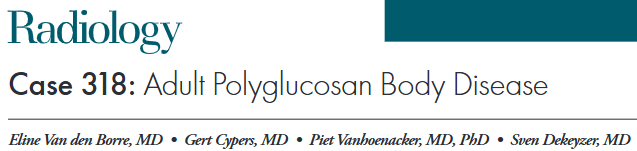 Radiology
Case 318: Adult Polyglucosan Body Disease
Eline Van den Borre, MD • Gert Cypers, MD • Piet Vanhoenacker, MD, PhD • Sven Dekeyzer, MD